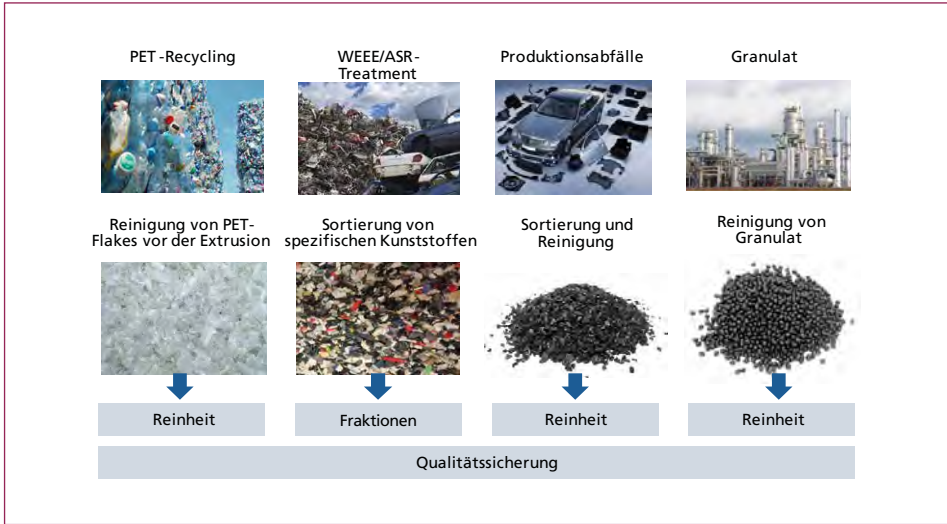 PET -Recycling
WEEE/ASR-
Treatment
Produktionsabfälle
Granulat
Reinigung von PET-
Flakes vor der Extrusion
Sortierung von
spezifischen Kunststoffen
Sortierung und
Reinigung
Reinigung von
Granulat
Reinheit
Fraktionen
Reinheit
Reinheit
Qualitätssicherung